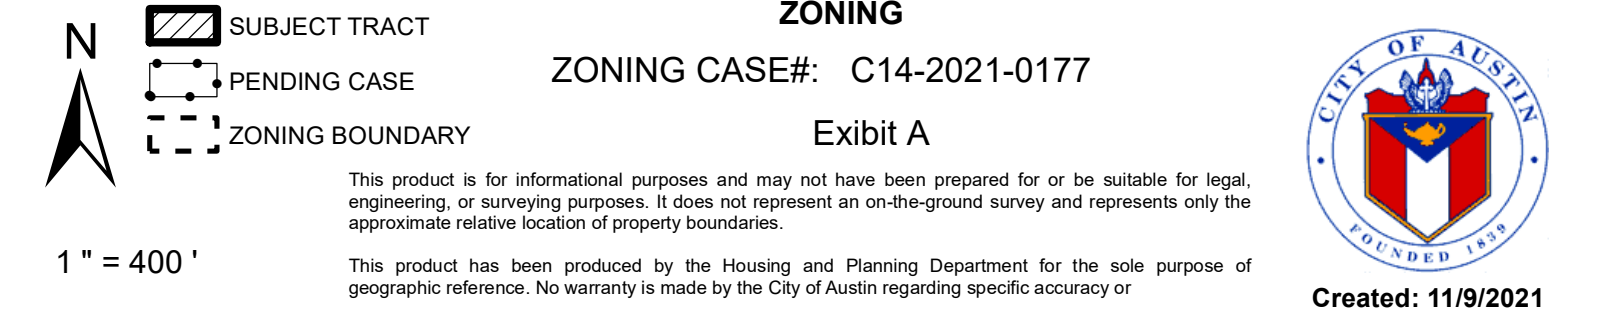 N
SUBJECT TRACT
PENDING CASE
ZONING BOUNDARY
1 " = 400 '
ZONING
ZONING CASE#: C14-2021-0177
Exibit A
This product is for informational purposes and may not have been prepared for or be suitable for legal,
engineering, or surveying purposes. It does not represent an on-the-ground survey and represents only the
approximate relative location of property boundaries.
This product has been produced by the Housing and Planning Department for the sole purpose of
geographic reference. No warranty is made by the City of Austin regarding specific accuracy or
CITY OF AUSTIN
FOUNDED 1839
Created: 11/9/2021